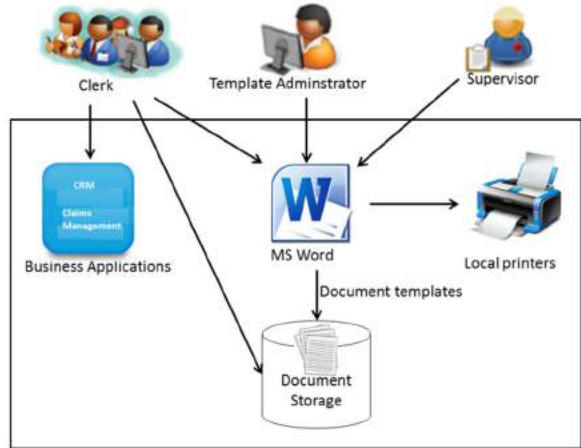 Clerk
Template Adminstrator
Supervisor
CRM
Claims
Management
Business Applications
W
MS Word
Local printers
Document templates
Document
Storage